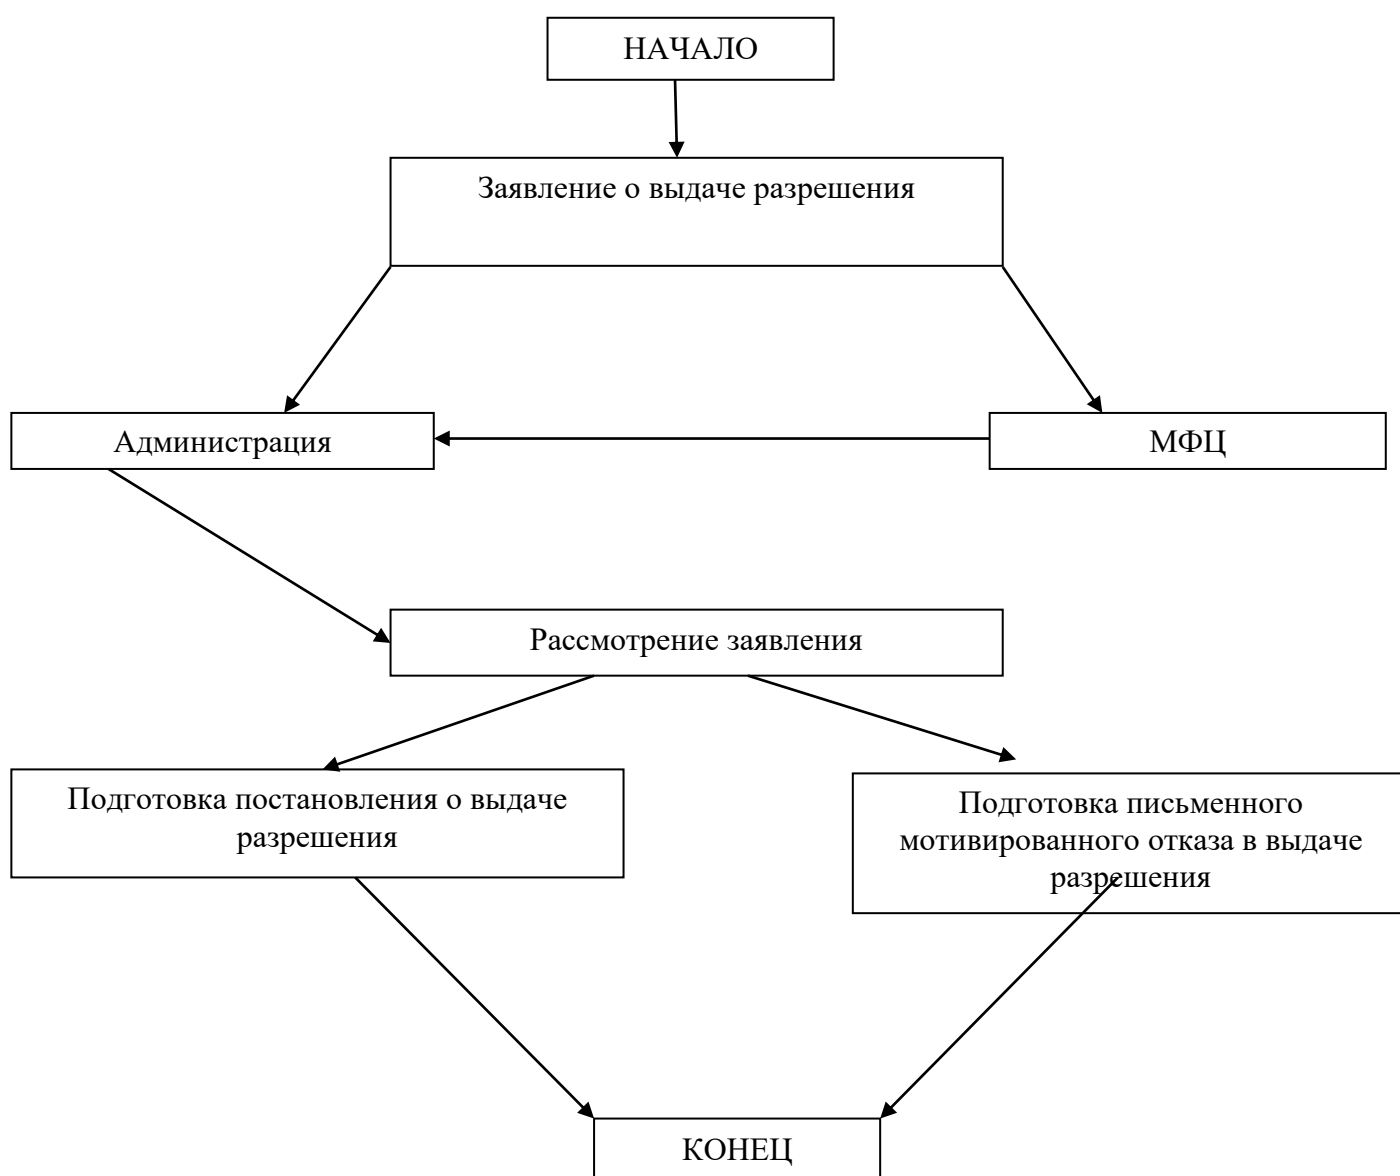 НАЧАЛО
Заявление о выдаче разрешения
Администрация
МФЦ
Рассмотрение заявления
Подготовка постановления о выдаче
разрешения
Подготовка письменного
мотивированного отказа в выдаче
разрешения
КОНЕЦ